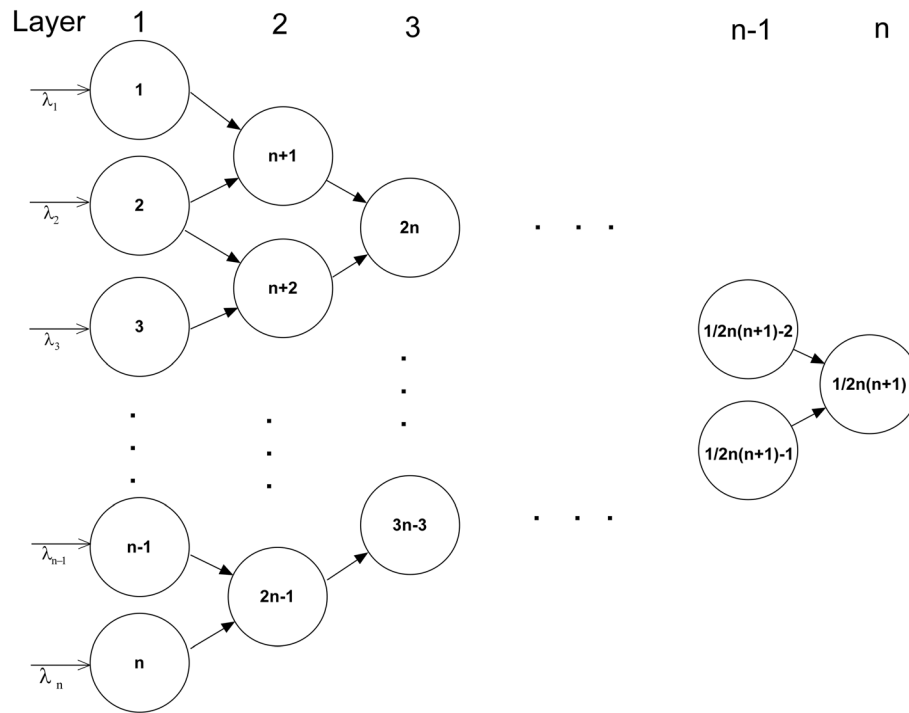 Layer 1 2 3 n-1 n
1
λ1
n+1
2
λ2
2n
n+2
3
λ3
1/2n(n+1)-2
1/2n(n+1)
1/2n(n+1)-1
3n-3
n-1
λn-1
2n-1
n
λn